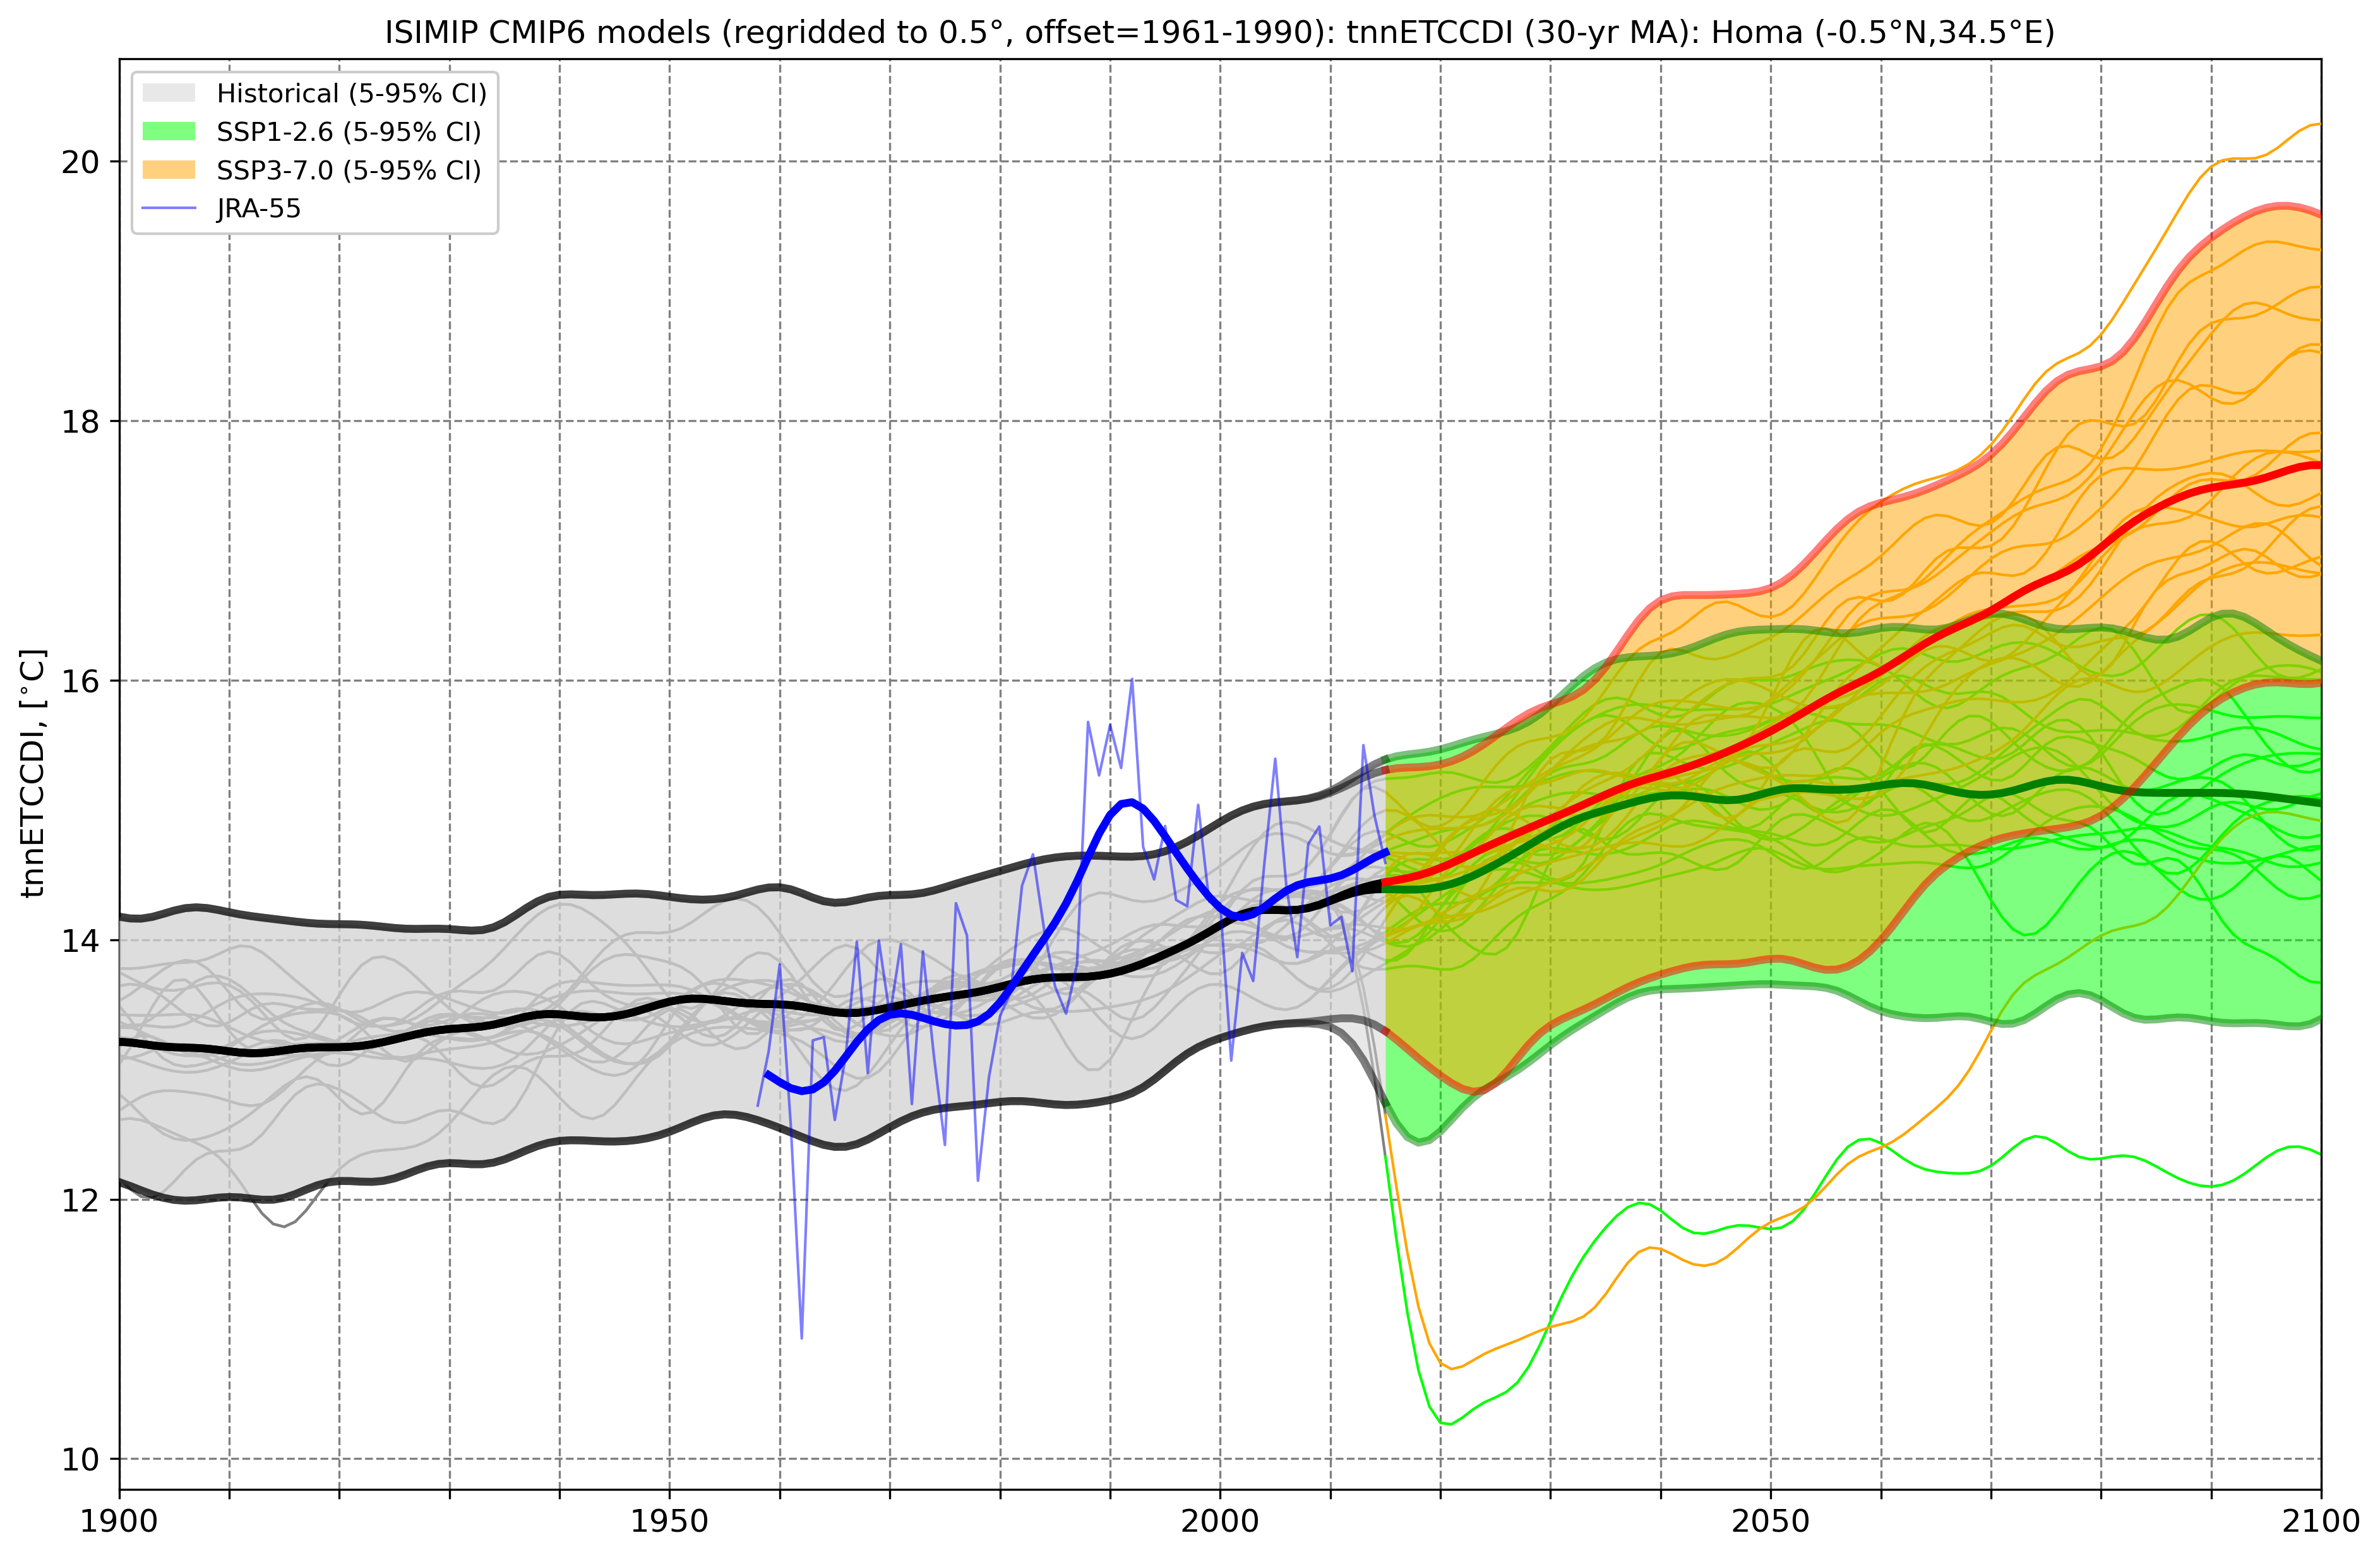 ISIMIP CMIP6 models (regridded to 0.5°, offset=1961-1990): tnnETCCDI (30-yr MA): Homa (-0.5°N,34.5°E)
Historical (5-95% CI)
SSP1-2.6 (5-95% CI)
SSP3-7.0 (5-95% CI)
JRA-55
20
18
16
14
12
10
tnnETCCDI, [°C]
1900
1950
2000
2050
2100